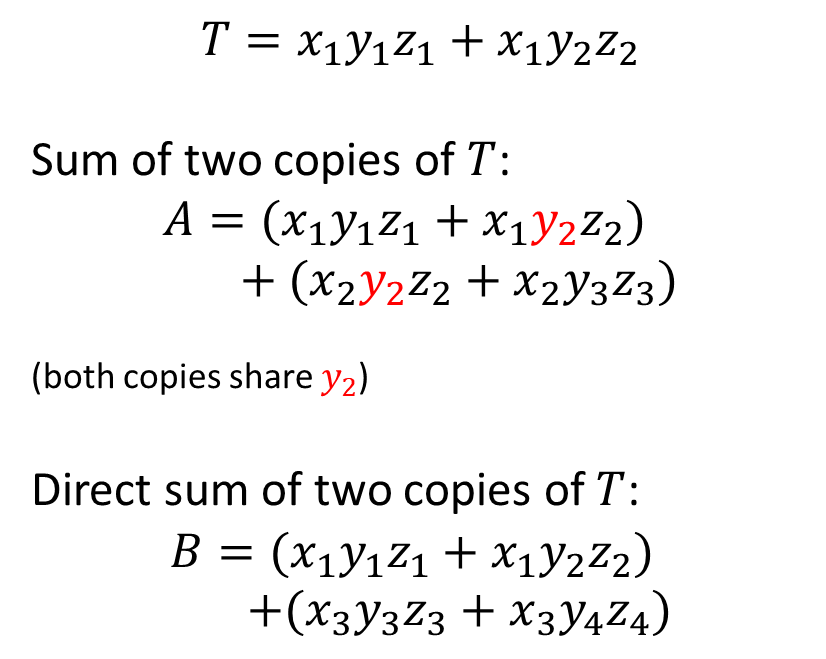 T = x₁y₁z₁ + x₁y₂z₂
Sum of two copies of T:
A = (x₁y₁z₁ + x₁y₂z₂)
+ (x₂y₂z₂ + x₂y₃z₃)
(both copies share y₂)
Direct sum of two copies of T:
B = (x₁y₁z₁ + x₁y₂z₂)
+(x₃y₃z₃ + x₃y₄z₄)